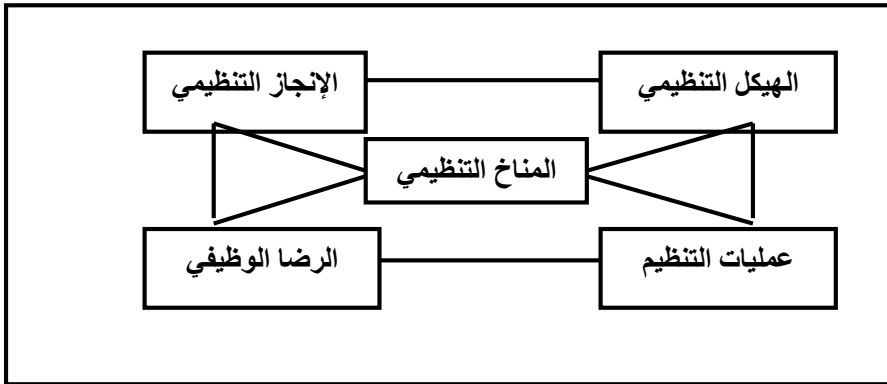 الهيكل التنظيمي
الإنجاز التنظيمي
المناخ التنظيمي
عمليات التنظيم
الرضا الوظيفي